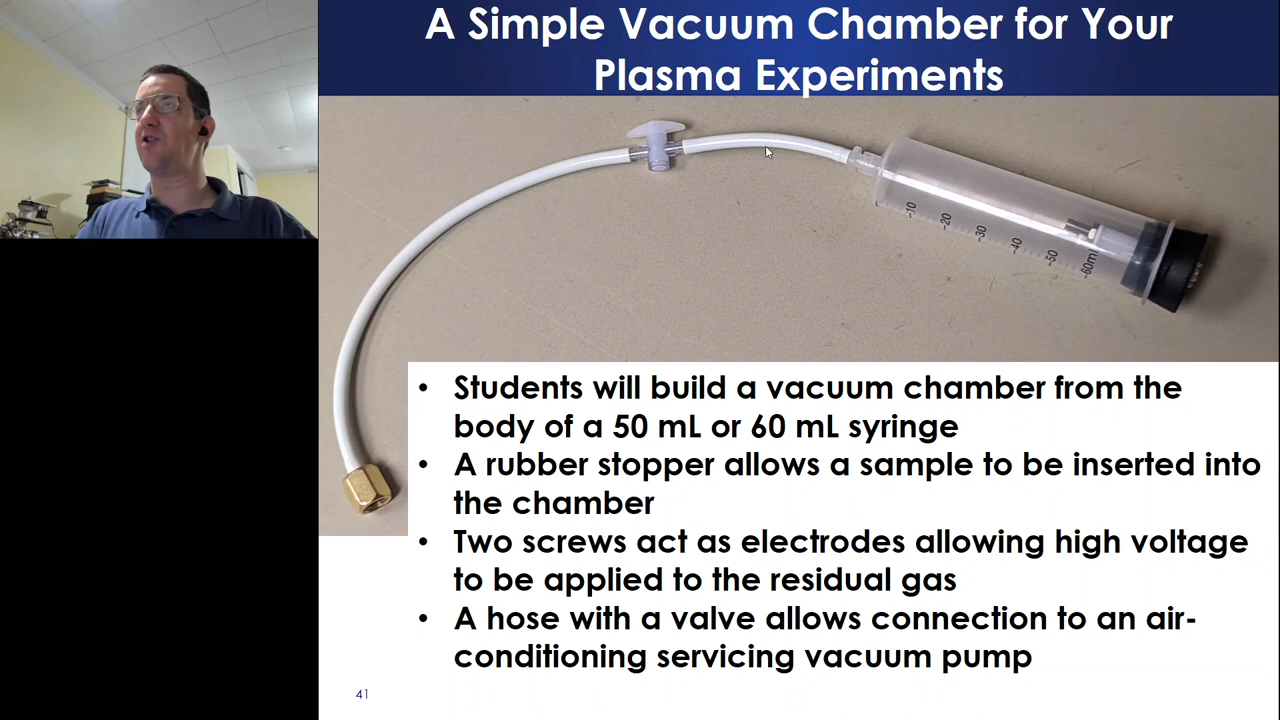 A Simple Vacuum Chamber for Your
Plasma Experiments
-10
-20
-30
-40
-50
-60ml
• Students will build a vacuum chamber from the
body of a 50 mL or 60 mL syringe
• A rubber stopper allows a sample to be inserted into
the chamber
• Two screws act as electrodes allowing high voltage
to be applied to the residual gas
• A hose with a valve allows connection to an air-
conditioning servicing vacuum pump
41